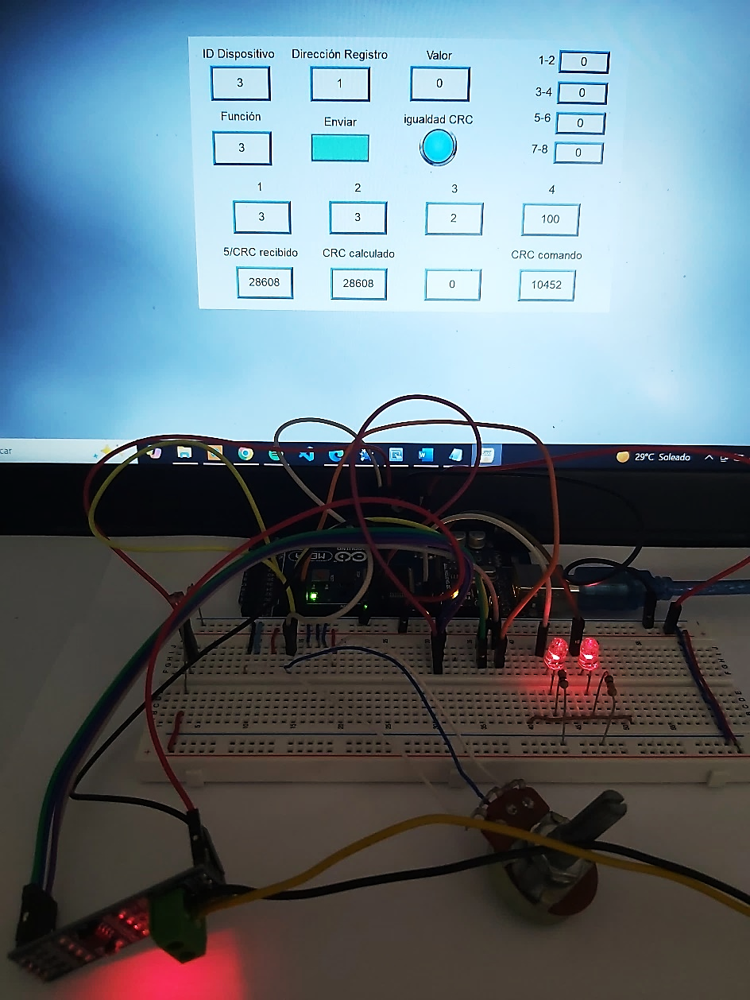 ID Dispositivo Dirección Registro Valor 1-2 0
3 1 0 3-4 0
Función Enviar igualdad CRC 5-6 0
3 7-8 0
1 2 3 4
3 3 2 100
5/CRC recibido CRC calculado CRC comando
28608 28608 0 10452
car 29°C Soleado
MEGA